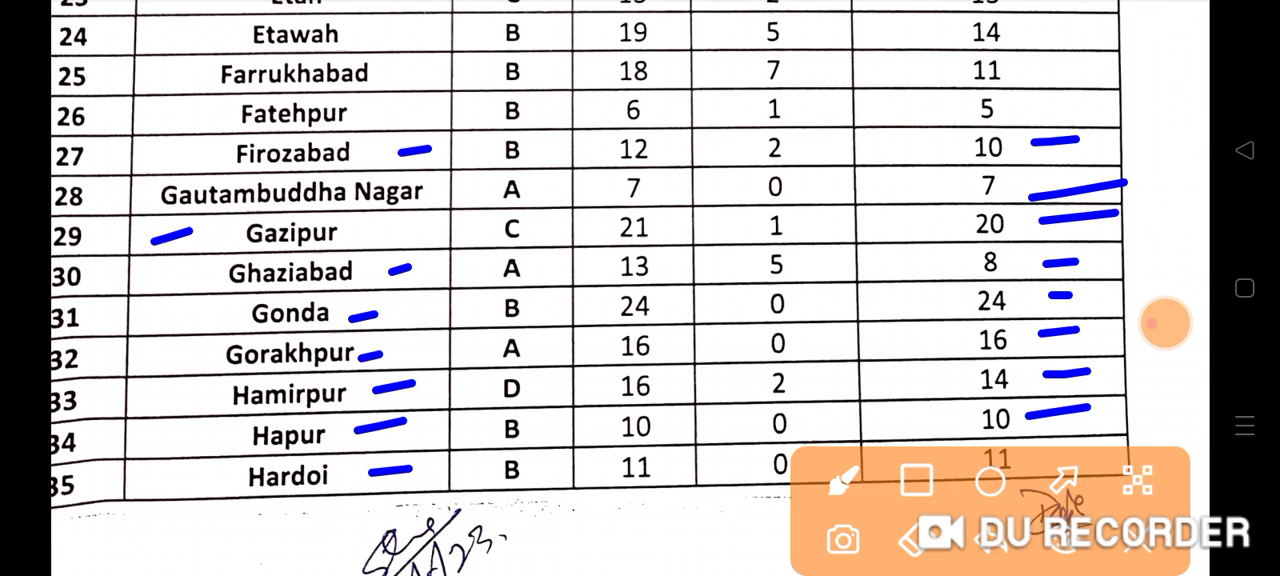 24 Etawah B 19 5 14
25 Farrukhabad B 18 7 11
26 Fatehpur B 6 1 5
27 Firozabad B 12 2 10
28 Gautambuddha Nagar A 7 0 7
29 Gazipur C 21 1 20
30 Ghaziabad A 13 5 8
31 Gonda B 24 0 24
32 Gorakhpur A 16 0 16
33 Hamirpur D 16 2 14
34 Hapur B 10 0 10
35 Hardoi B 11 0 11
DU RECORDER